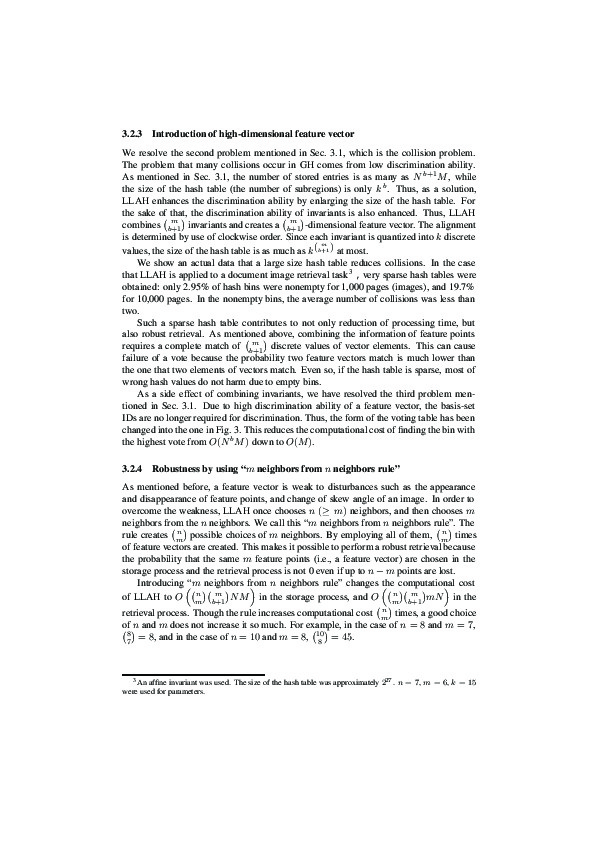 3.2.3 Introduction of high-dimensional feature vector
We resolve the second problem mentioned in Sec. 3.1, which is the collision problem.
The problem that many collisions occur in GH comes from low discrimination ability.
As mentioned in Sec. 3.1, the number of stored entries is as many as N^{b+1}M, while
the size of the hash table (the number of subregions) is only k^b. Thus, as a solution,
LLAH enhances the discrimination ability by enlarging the size of the hash table. For
the sake of that, the discrimination ability of invariants is also enhanced. Thus, LLAH
combines \binom{m}{b+1} invariants and creates a \binom{m}{b+1}-dimensional feature vector. The alignment
is determined by use of clockwise order. Since each invariant is quantized into k discrete
values, the size of the hash table is as much as k^{\binom{m}{b+1}} at most.
We show an actual data that a large size hash table reduces collisions. In the case
that LLAH is applied to a document image retrieval task^3 , very sparse hash tables were
obtained: only 2.95% of hash bins were nonempty for 1,000 pages (images), and 19.7%
for 10,000 pages. In the nonempty bins, the average number of collisions was less than
two.
Such a sparse hash table contributes to not only reduction of processing time, but
also robust retrieval. As mentioned above, combining the information of feature points
requires a complete match of \binom{m}{b+1} discrete values of vector elements. This can cause
failure of a vote because the probability two feature vectors match is much lower than
the one that two elements of vectors match. Even so, if the hash table is sparse, most of
wrong hash values do not harm due to empty bins.
As a side effect of combining invariants, we have resolved the third problem men-
tioned in Sec. 3.1. Due to high discrimination ability of a feature vector, the basis-set
IDs are no longer required for discrimination. Thus, the form of the voting table has been
changed into the one in Fig. 3. This reduces the computational cost of finding the bin with
the highest vote from O(N^b M) down to O(M).
3.2.4 Robustness by using “m neighbors from n neighbors rule”
As mentioned before, a feature vector is weak to disturbances such as the appearance
and disappearance of feature points, and change of skew angle of an image. In order to
overcome the weakness, LLAH once chooses n (≥ m) neighbors, and then chooses m
neighbors from the n neighbors. We call this “m neighbors from n neighbors rule”. The
rule creates \binom{n}{m} possible choices of m neighbors. By employing all of them, \binom{n}{m} times
of feature vectors are created. This makes it possible to perform a robust retrieval because
the probability that the same m feature points (i.e., a feature vector) are chosen in the
storage process and the retrieval process is not 0 even if up to n − m points are lost.
Introducing “m neighbors from n neighbors rule” changes the computational cost
of LLAH to O(\binom{n}{m}\binom{m}{b+1}NM) in the storage process, and O(\binom{n}{m}\binom{m}{b+1}mN) in the
retrieval process. Though the rule increases computational cost \binom{n}{m} times, a good choice
of n and m does not increase it so much. For example, in the case of n = 8 and m = 7,
\binom{8}{7} = 8, and in the case of n = 10 and m = 8, \binom{10}{8} = 45.
^3 An affine invariant was used. The size of the hash table was approximately 2^{27}. n = 7, m = 6, k = 15
were used for parameters.